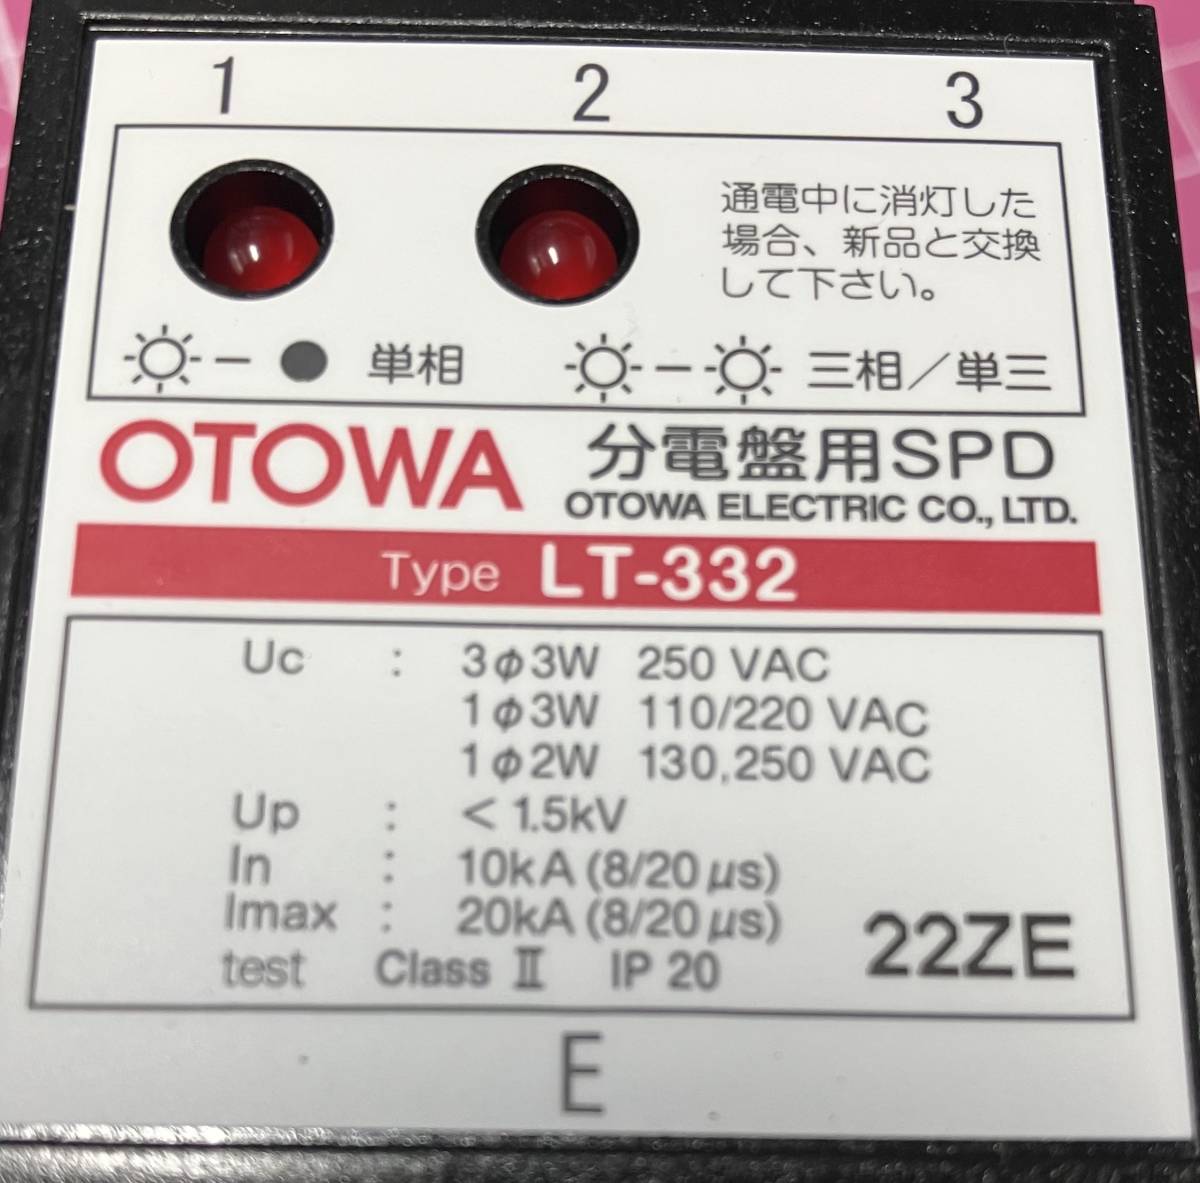 1 2 3
通電中に消灯した
場合、新品と交換
して下さい。
単相 三相／単三
OTOWA 分電盤用SPD
OTOWA ELECTRIC CO., LTD.
Type LT-332
Uc : 3φ3W 250 VAC
1φ3W 110/220 VAC
1φ2W 130,250 VAC
Up : < 1.5kV
In : 10kA (8/20 μs)
Imax : 20kA (8/20 μs)
test Class Ⅱ IP 20
22ZE
E